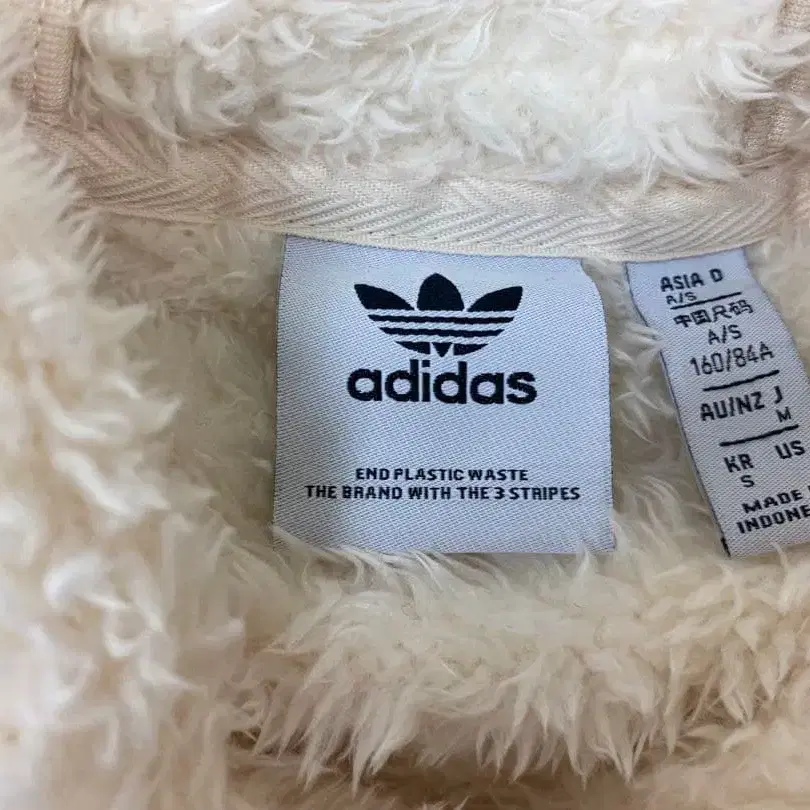 adidas
END PLASTIC WASTE
THE BRAND WITH THE 3 STRIPES
ASIA D
A/S
中国尺码
A/S
160/84A
AU/NZ J
M
KR US
S
MADE